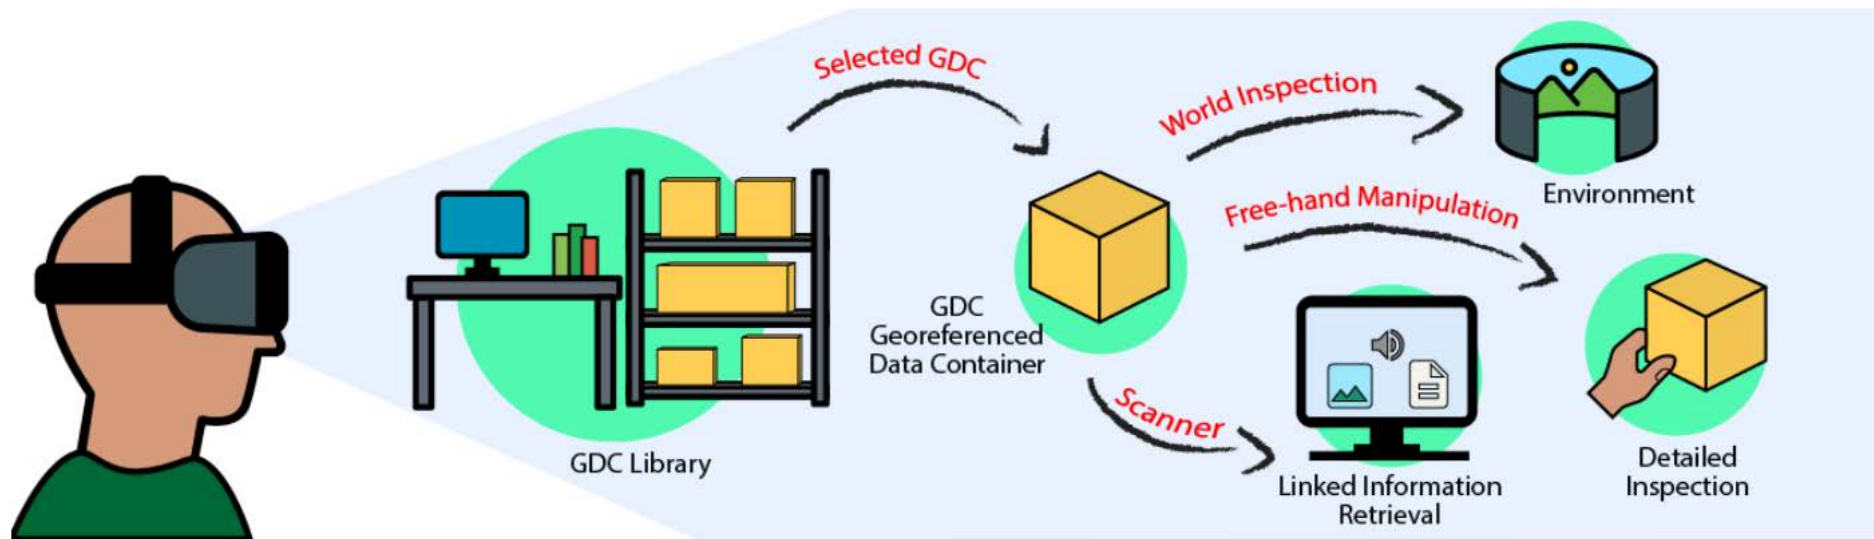 Selected GDC
World Inspection
Environment
Free-hand Manipulation
GDC
Georeferenced
Data Container
Scanner
GDC Library
Linked Information
Retrieval
Detailed
Inspection